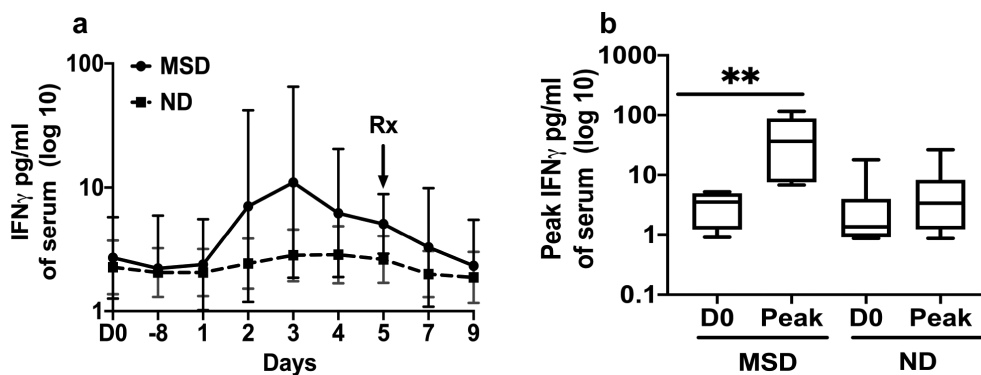 a
IFNγ pg/ml
of serum (log 10)
100
10
1
MSD
ND
Rx
D0 -8 1 2 3 4 5 7 9
Days
b
Peak IFNγ pg/ml
of serum (log 10)
1000
100
10
1
0.1
**
D0 Peak D0 Peak
MSD ND